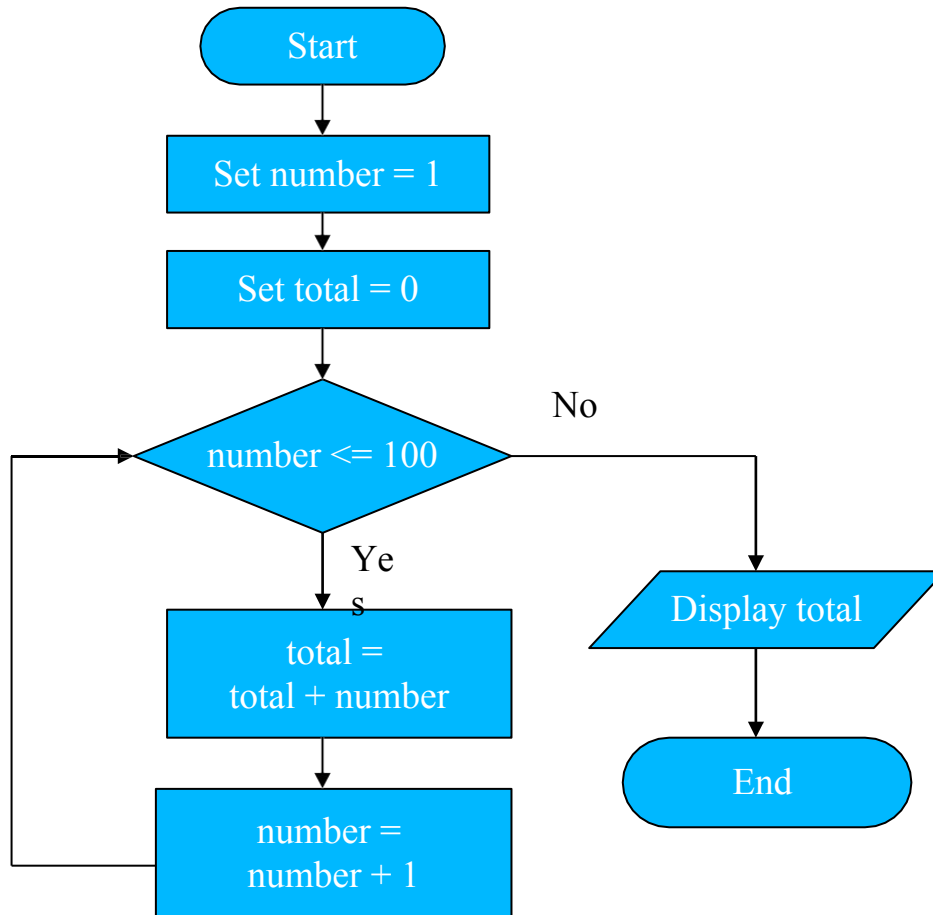 Start
Set number = 1
Set total = 0
number <= 100
No
Ye
s
total =
total + number
Display total
number =
number + 1
End